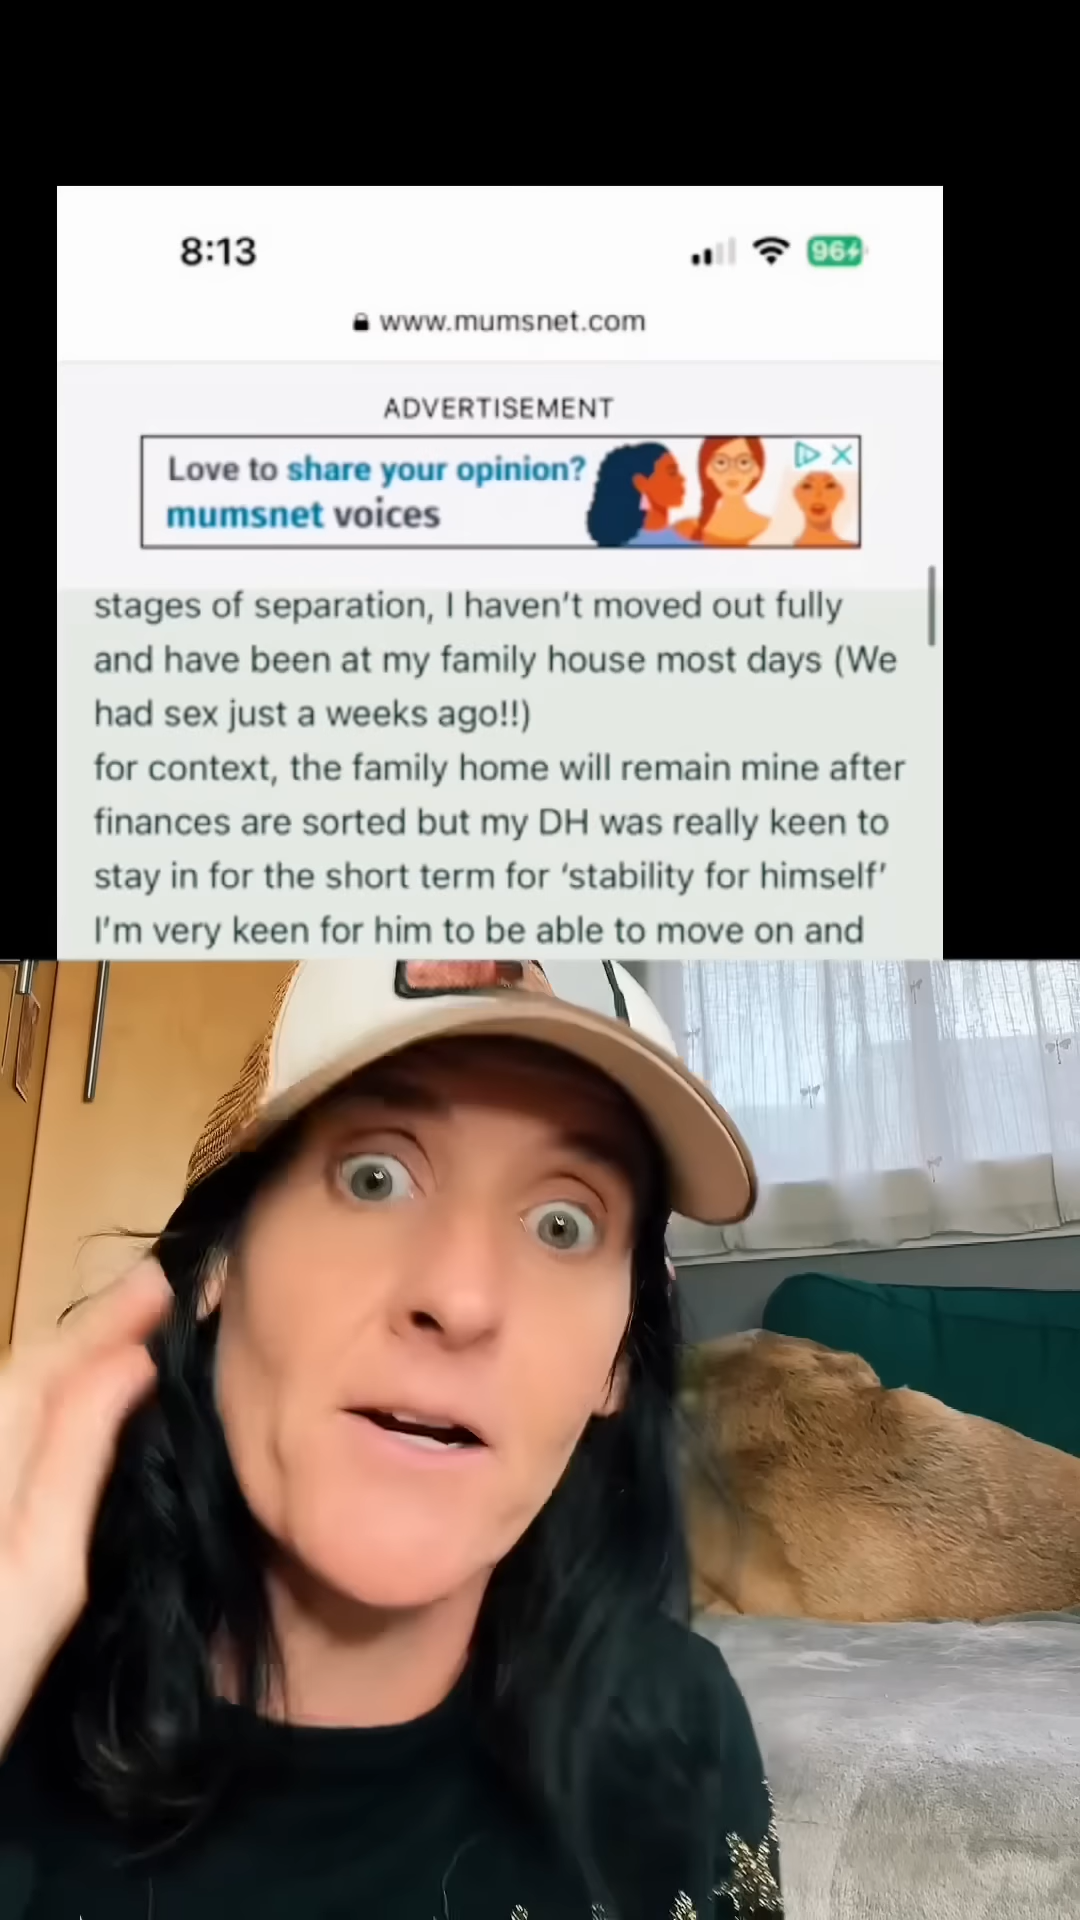 8:13
96
www.mumsnet.com
ADVERTISEMENT
Love to share your opinion?
mumsnet voices
stages of separation, I haven't moved out fully
and have been at my family house most days (We
had sex just a weeks ago!!)
for context, the family home will remain mine after
finances are sorted but my DH was really keen to
stay in for the short term for 'stability for himself'
I'm very keen for him to be able to move on and